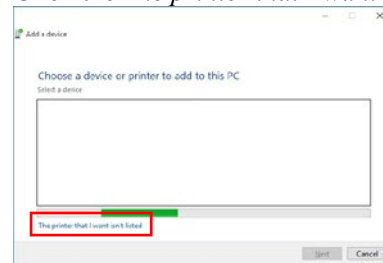 Add a device
Choose a device or printer to add to this PC
Select a device
The printer that I want isn't listed
Next
Cancel